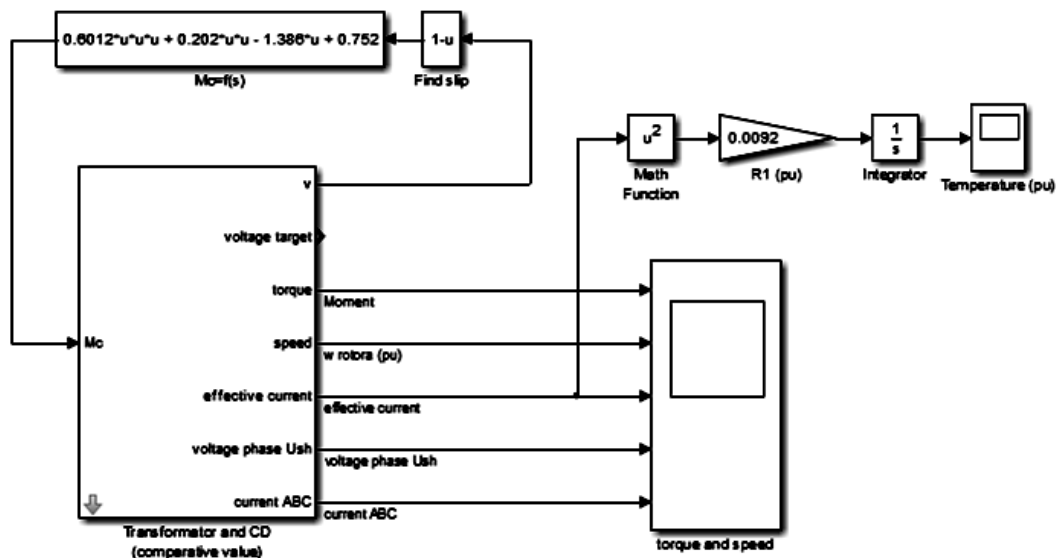 0.6012*u*u*u + 0.202*u*u - 1.386*u + 0.752
Mc=f(s)
1-u
Find slip
u2
Math
Function
0.0092
R1 (pu)
1
s
Integrator
Temperature (pu)
v
voltage target
torque
Moment
Mc
speed
w rotora (pu)
effective current
effective current
voltage phase Ush
voltage phase Ush
current ABC
current ABC
Transformator and CD
(comparative value)
torque and speed